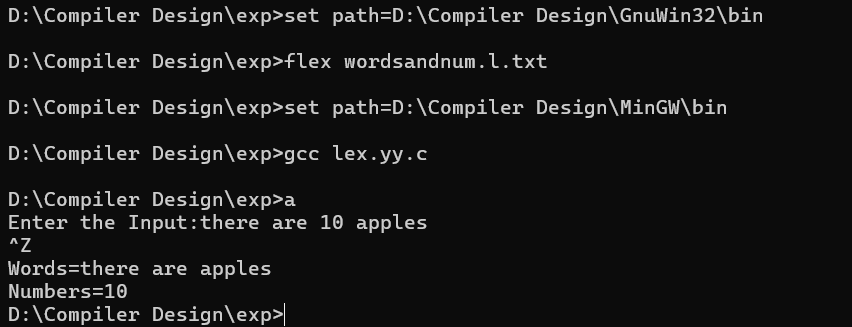 D:\Compiler Design\exp>set path=D:\Compiler Design\GnuWin32\bin
D:\Compiler Design\exp>flex wordsandnum.l.txt
D:\Compiler Design\exp>set path=D:\Compiler Design\MinGW\bin
D:\Compiler Design\exp>gcc lex.yy.c
D:\Compiler Design\exp>a
Enter the Input:there are 10 apples
^Z
Words=there are apples
Numbers=10
D:\Compiler Design\exp>